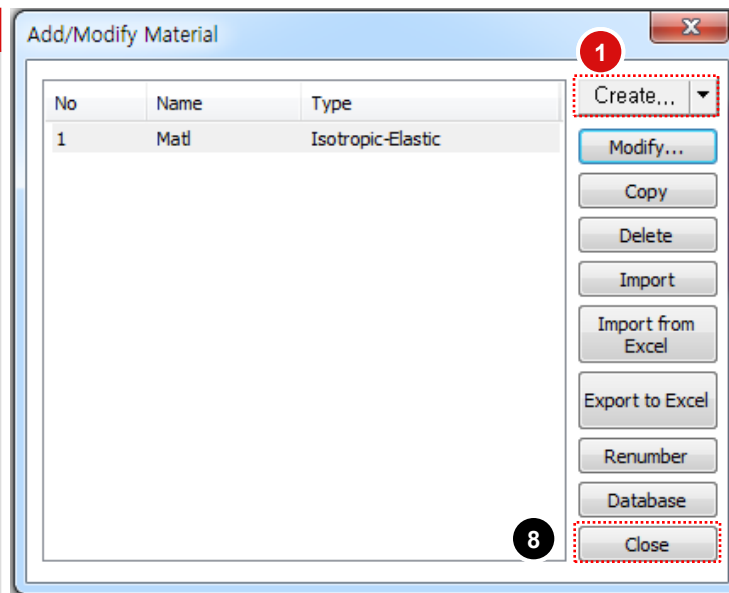 Add/Modify Material
X
1
No Name Type
1 Matl Isotropic-Elastic
Create...
Modify...
Copy
Delete
Import
Import from
Excel
Export to Excel
Renumber
Database
8
Close